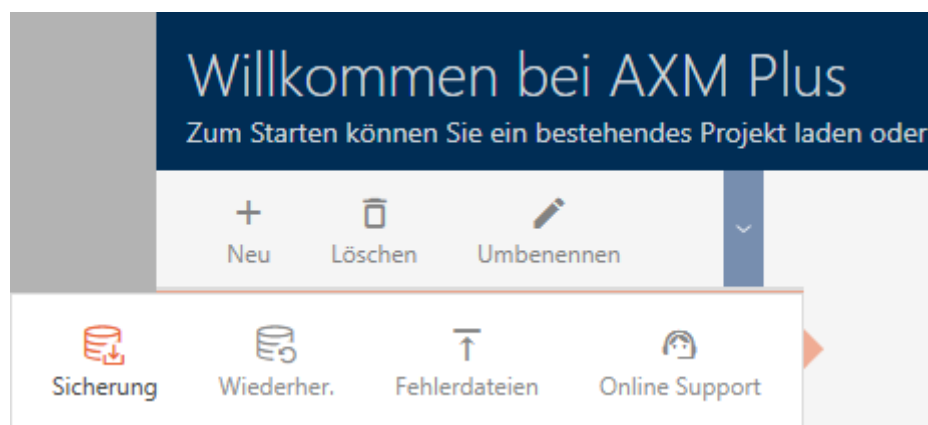 Willkommen bei AXM Plus
Zum Starten können Sie ein bestehendes Projekt laden oder
Neu Löschen Umbenennen
Sicherung Wiederher. Fehlerdateien Online Support